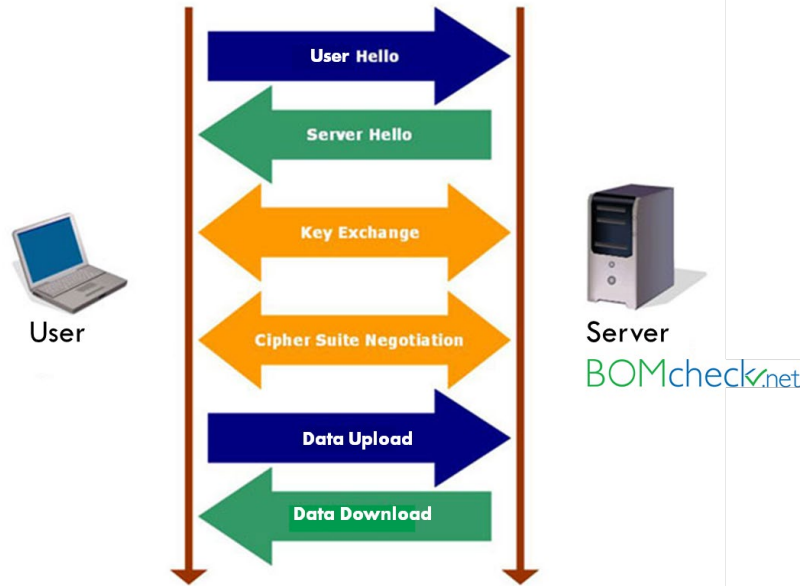 User Hello
Server Hello
Key Exchange
Cipher Suite Negotiation
Data Upload
Data Download
User
Server
BOMcheck.net